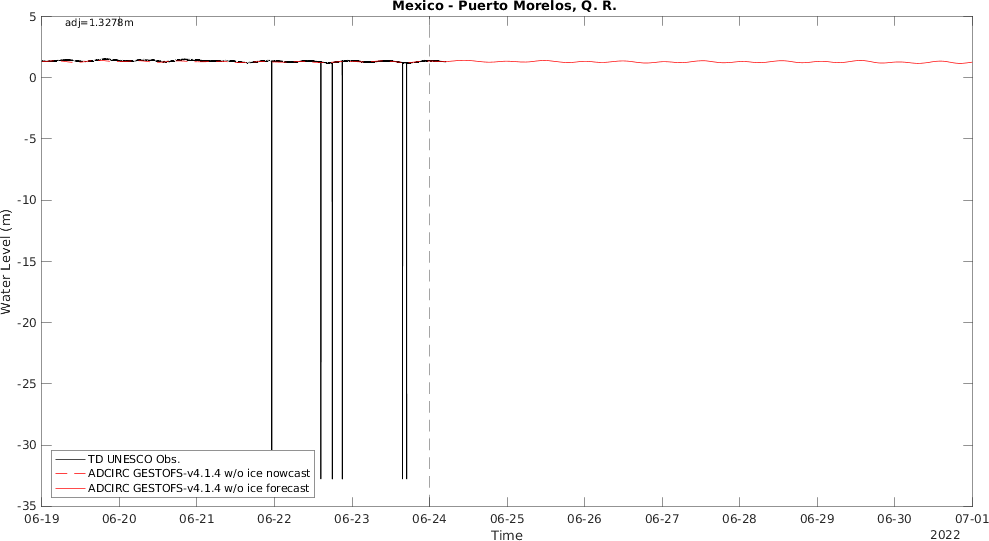 Mexico - Puerto Morelos, Q. R.
adj=1.3278m
5
0
-5
-10
-15
-20
-25
-30
-35
Water Level (m)
TD UNESCO Obs.
ADCIRC GESTOFS-v4.1.4 w/o ice nowcast
ADCIRC GESTOFS-v4.1.4 w/o ice forecast
06-19 06-20 06-21 06-22 06-23 06-24 06-25 06-26 06-27 06-28 06-29 06-30 07-01
Time
2022